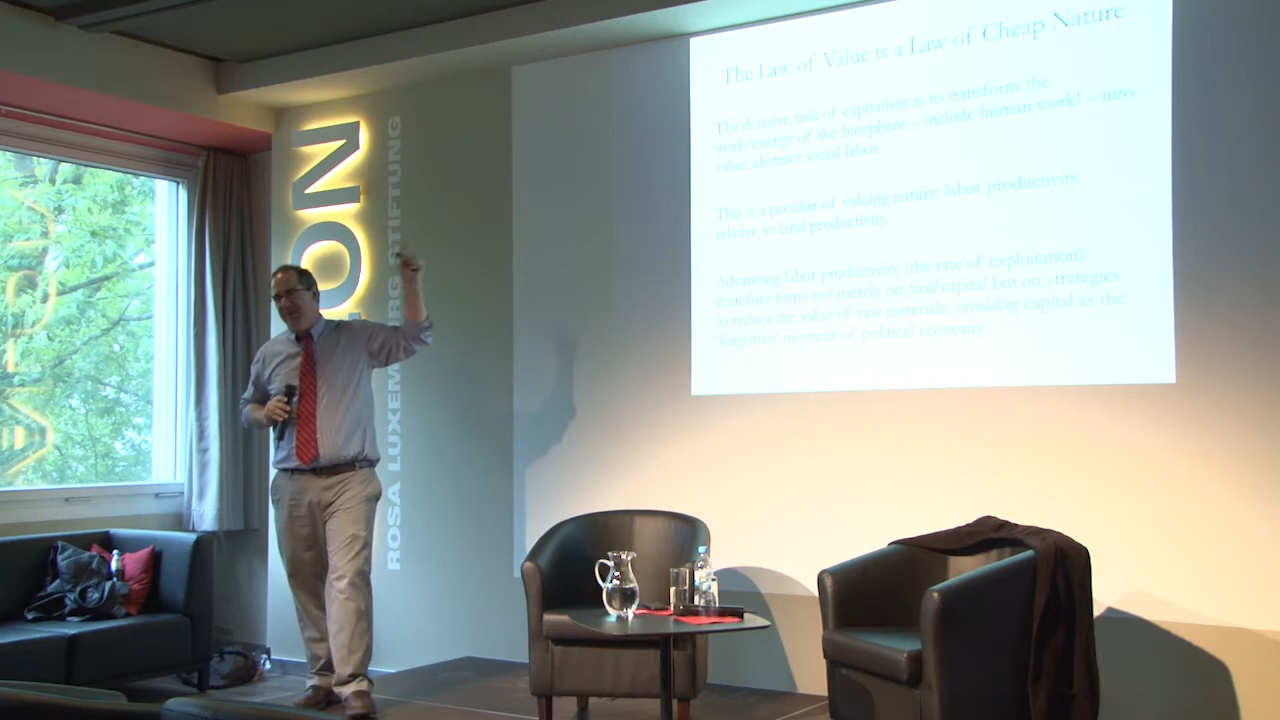 The Law of Value is a Law of Cheap Nature
The decisive task of capitalism is to transform the
work/energy of the biosphere – include human work! – into
value: abstract social labor.
This is a peculiar of valuing nature: labor productivity
relative to land productivity.
Advancing labor productivity (the rate of exploitation)
therefore turns not merely on fixed capital but on strategies
to reduce the value of raw materials: circulating capital as the
'forgotten' moment of political economy.
ON
ROSA LUXEMBURG STIFTUNG